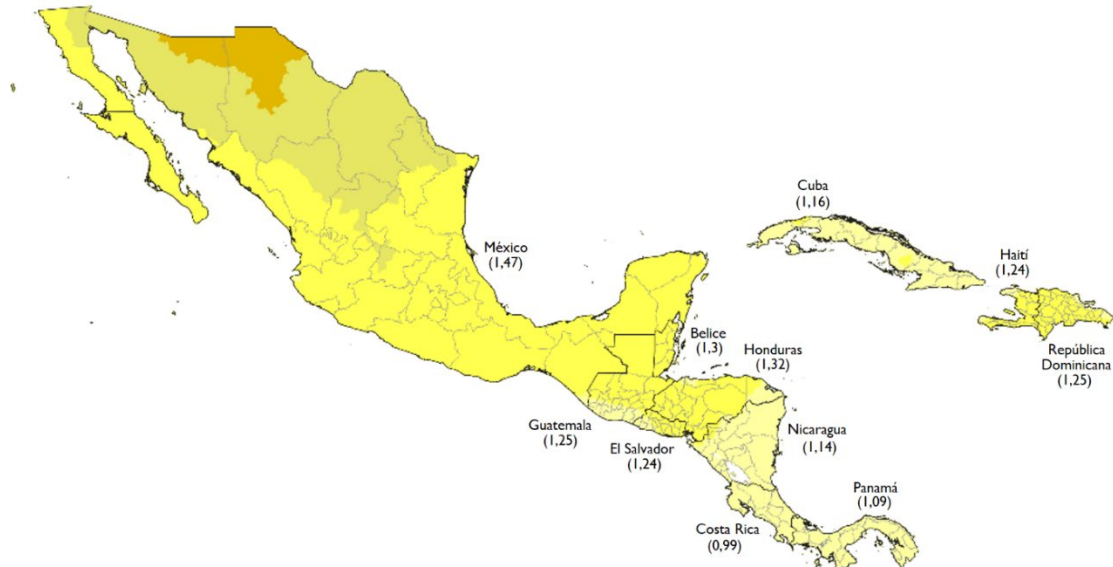 Cuba
(1,16)
México
(1,47)
Haití
(1,24)
Belice
(1,3)
Honduras
(1,32)
República
Dominicana
(1,25)
Guatemala
(1,25)
El Salvador
(1,24)
Nicaragua
(1,14)
Panamá
(1,09)
Costa Rica
(0,99)